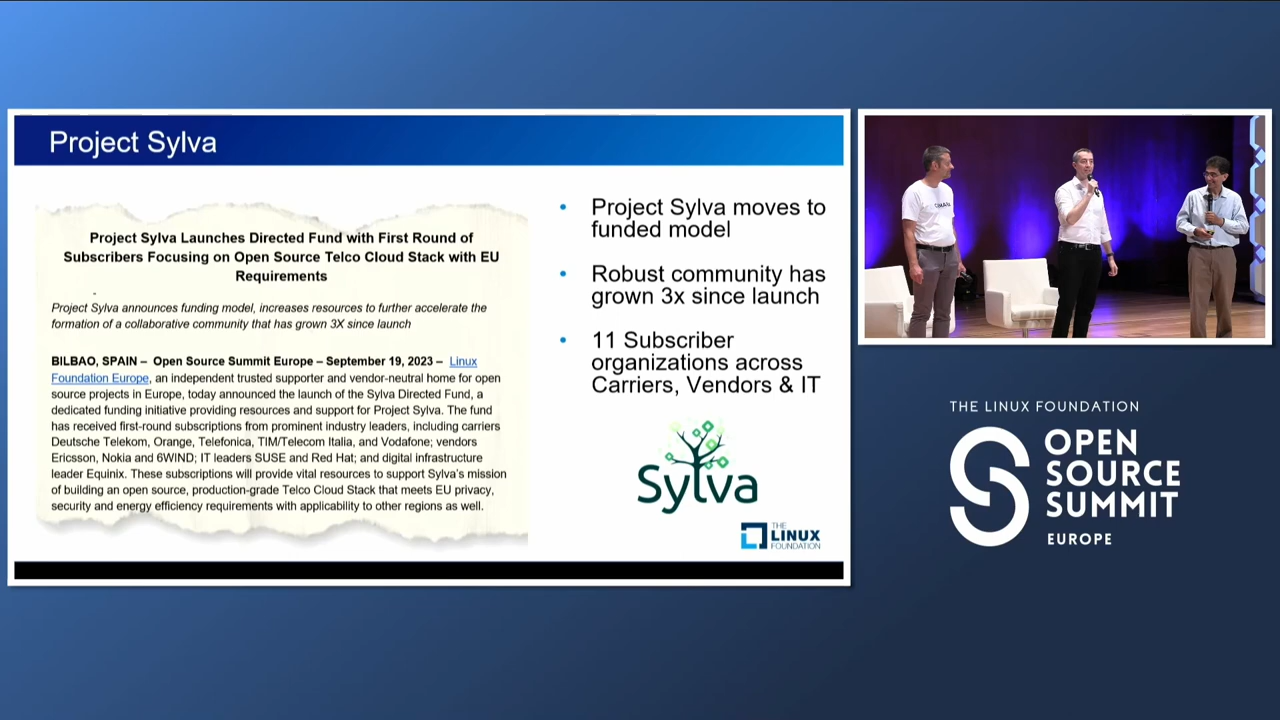 Project Sylva
Project Sylva Launches Directed Fund with First Round of
Subscribers Focusing on Open Source Telco Cloud Stack with EU
Requirements
Project Sylva announces funding model, increases resources to further accelerate the
formation of a collaborative community that has grown 3X since launch
BILBAO, SPAIN – Open Source Summit Europe – September 19, 2023 – Linux
Foundation Europe, an independent trusted supporter and vendor-neutral home for open
source projects in Europe, today announced the launch of the Sylva Directed Fund, a
dedicated funding initiative providing resources and support for Project Sylva. The fund
has received first-round subscriptions from prominent industry leaders, including carriers
Deutsche Telekom, Orange, Telefonica, TIM/Telecom Italia, and Vodafone; vendors
Ericsson, Nokia and 6WIND; IT leaders SUSE and Red Hat; and digital infrastructure
leader Equinix. These subscriptions will provide vital resources to support Sylva's mission
of building an open source, production-grade Telco Cloud Stack that meets EU privacy,
security and energy efficiency requirements with applicability to other regions as well.
• Project Sylva moves to
funded model
• Robust community has
grown 3x since launch
• 11 Subscriber
organizations across
Carriers, Vendors & IT
Sylva
THE
LINUX
FOUNDATION
THE LINUX FOUNDATION
OPEN
SOURCE
SUMMIT
EUROPE